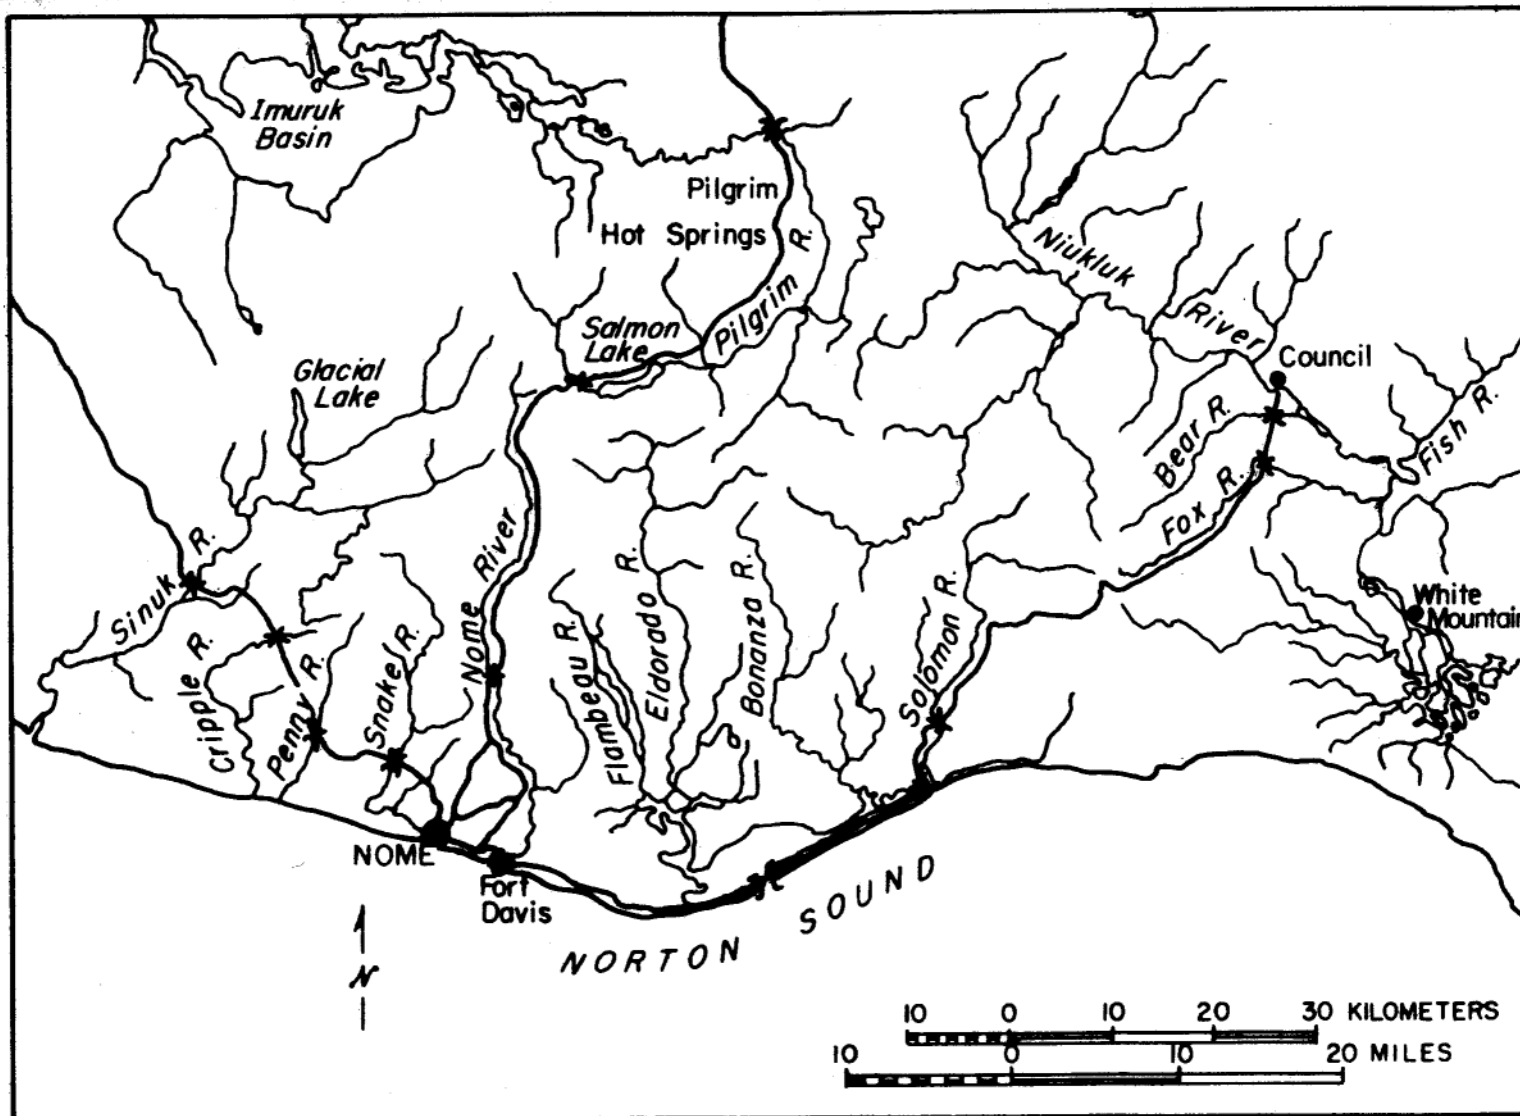 Imuruk
Basin
Pilgrim
Hot Springs
Pilgrim R.
Niukluk
River
Salmon
Lake
Glacial
Lake
Council
Bear R.
Fox R.
Fish R.
Sinuk R.
Cripple R.
Penny R.
Snake R.
Nome River
Flambeau R.
Eldorado R.
Bonanza R.
Solomon R.
White
Mountain
NOME
Fort
Davis
NORTON SOUND
N
10 0 10 20 30 KILOMETERS
10 0 10 20 MILES